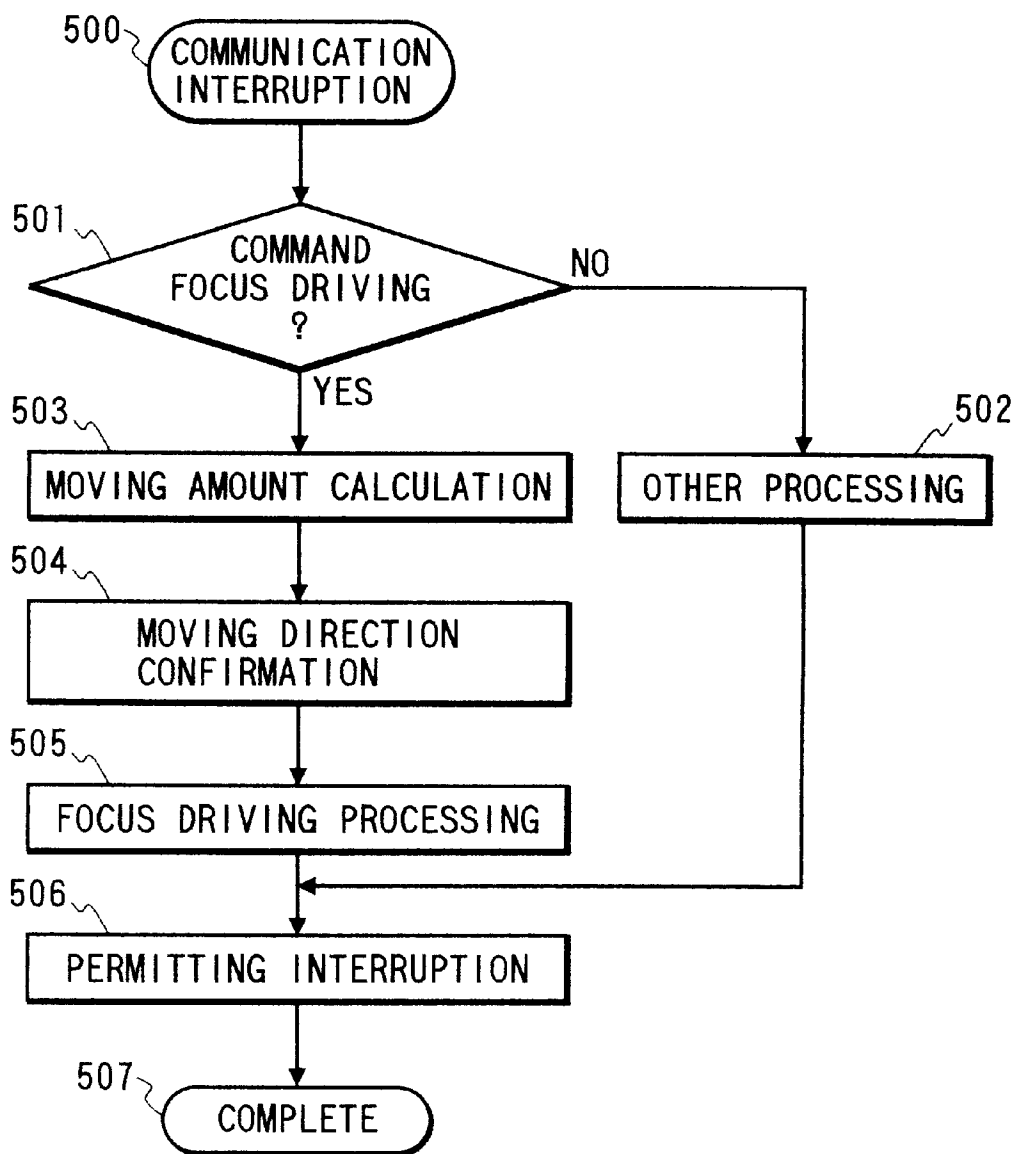 500
COMMUNICATION
INTERRUPTION
501
COMMAND
FOCUS DRIVING
?
NO
YES
503
MOVING AMOUNT CALCULATION
502
OTHER PROCESSING
504
MOVING DIRECTION
CONFIRMATION
505
FOCUS DRIVING PROCESSING
506
PERMITTING INTERRUPTION
507
COMPLETE